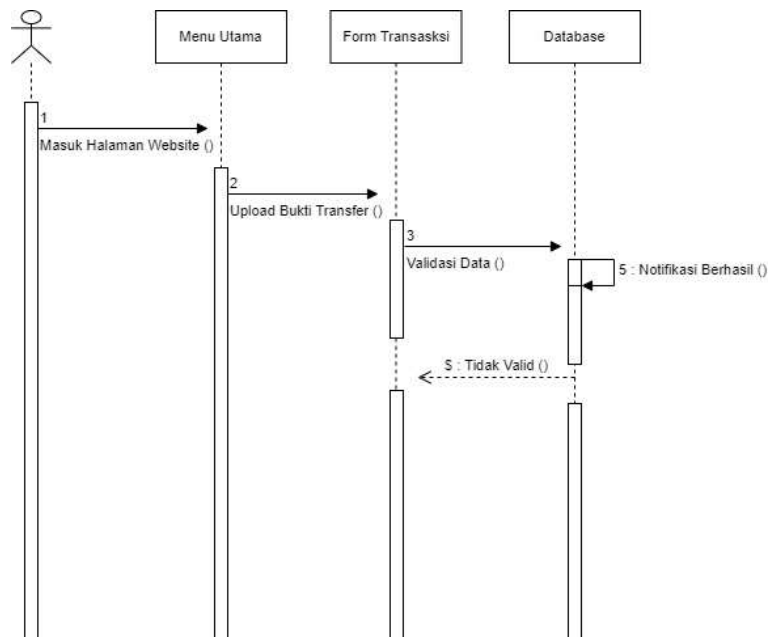 Menu Utama
Form Transasksi
Database
1
Masuk Halaman Website ()
2
Upload Bukti Transfer ()
3
Validasi Data ()
5 : Notifikasi Berhasil ()
5 : Tidak Valid ()